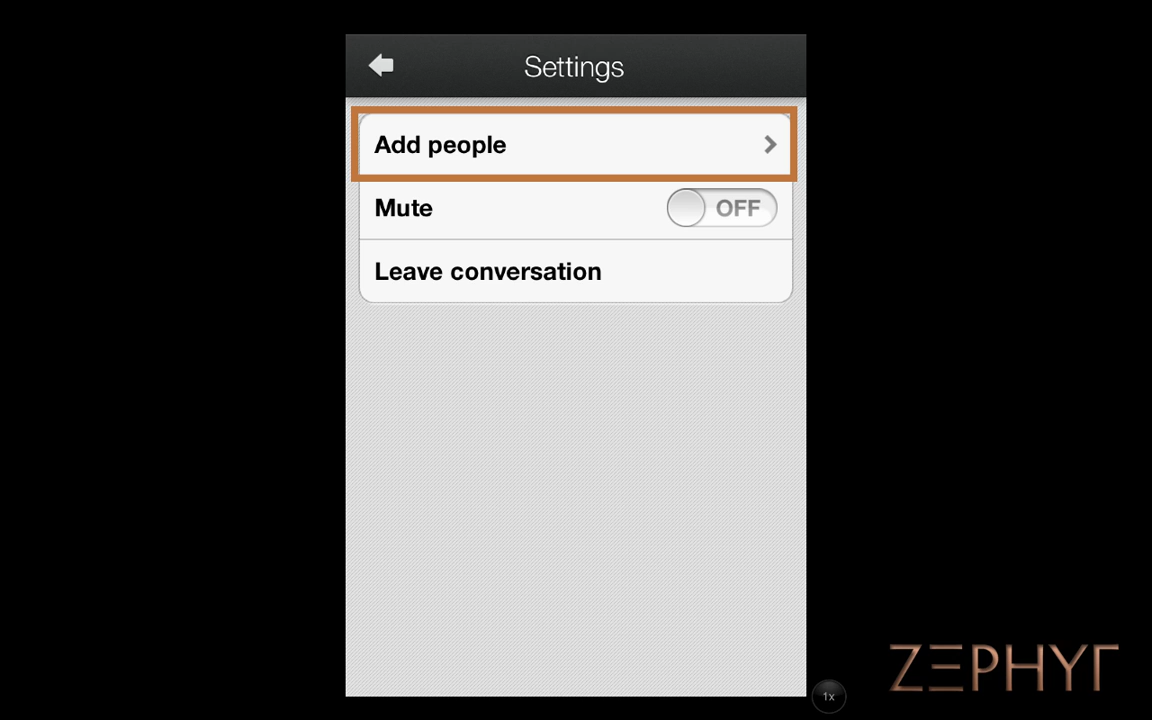 Settings
Add people
Mute
OFF
Leave conversation
ZEPHYR
1x